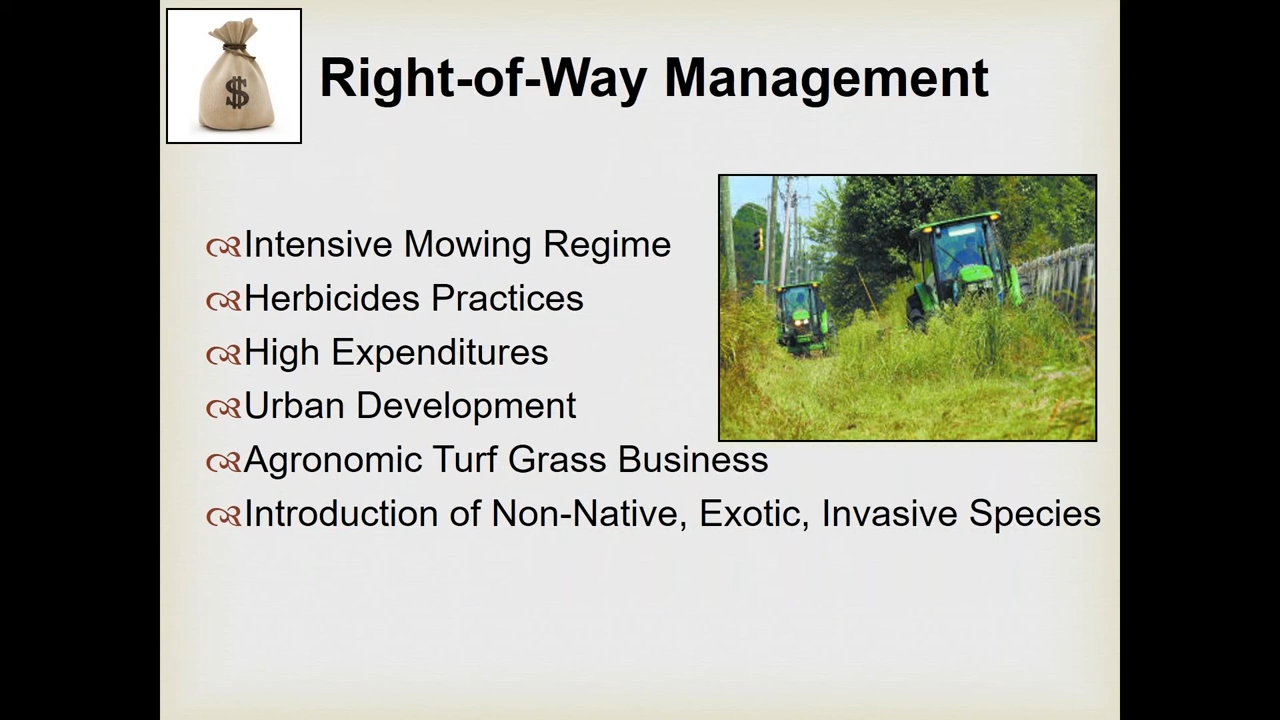 $
Right-of-Way Management
Intensive Mowing Regime
Herbicides Practices
High Expenditures
Urban Development
Agronomic Turf Grass Business
Introduction of Non-Native, Exotic, Invasive Species